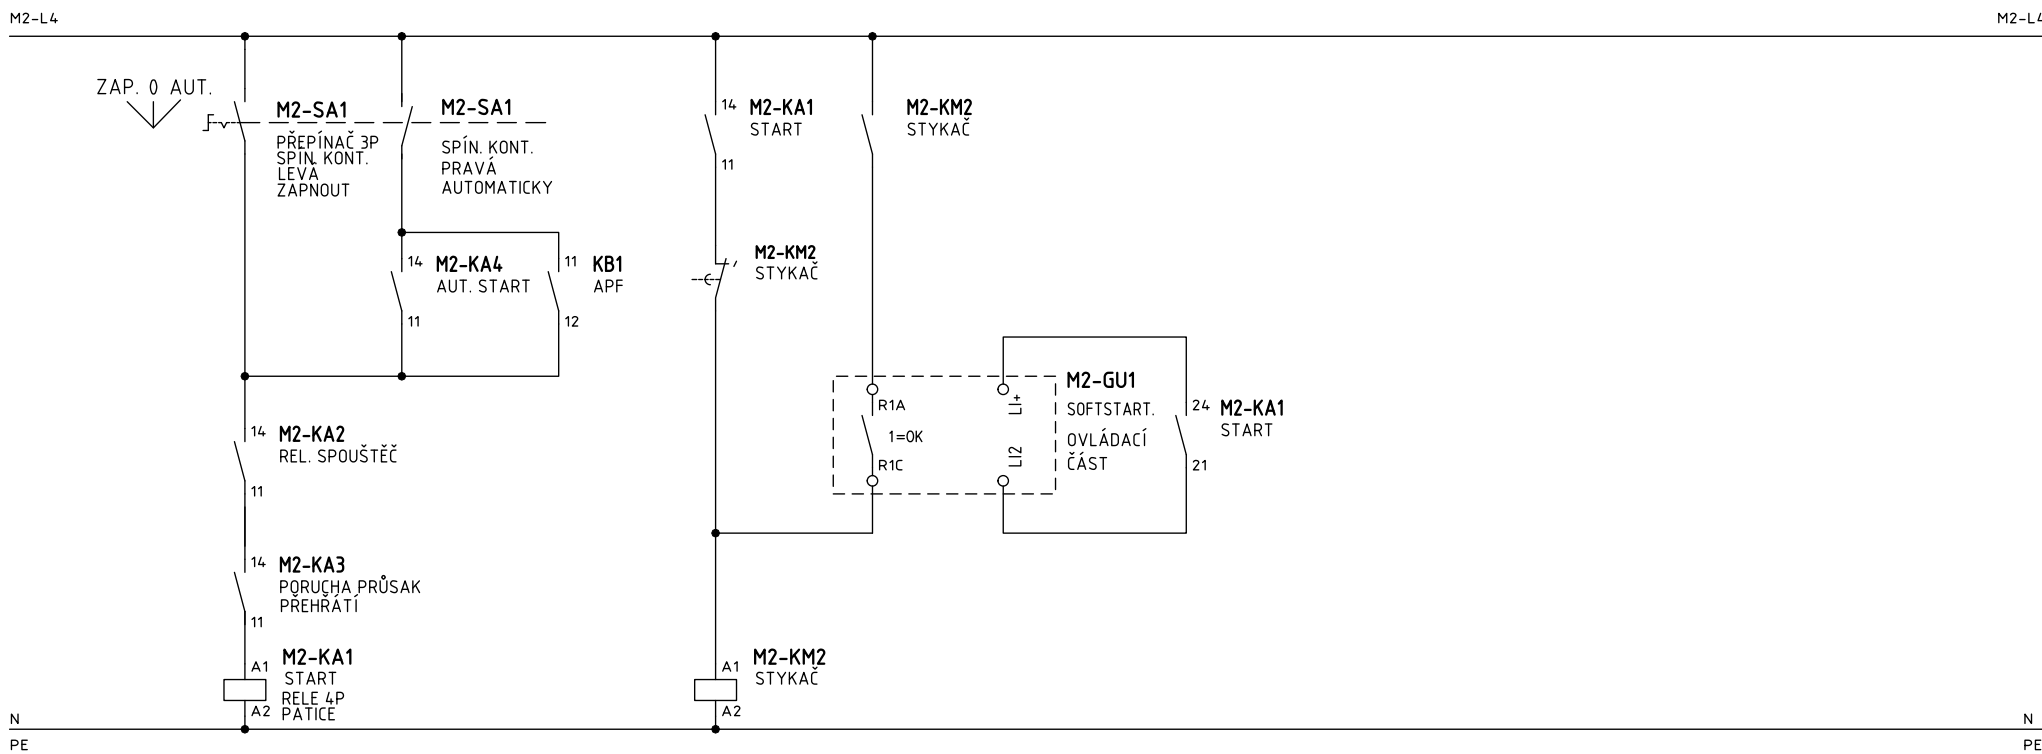 M2-L4
M2-L4
ZAP. 0 AUT.
M2-SA1
PŘEPÍNAČ 3P
SPÍN. KONT.
LEVÁ
ZAPNOUT
M2-SA1
SPÍN. KONT.
PRAVÁ
AUTOMATICKY
14
M2-KA1
START
11
M2-KM2
STYKAČ
14
M2-KA4
AUT. START
11
11
KB1
APF
12
M2-KM2
STYKAČ
R1A
1=OK
R1C
LI+
LI2
M2-GU1
SOFTSTART.
OVLÁDACÍ
ČÁST
24
M2-KA1
START
21
14
M2-KA2
REL. SPOUŠTĚČ
11
14
M2-KA3
PORUCHA PRŮSAK
PŘEHŘÁTÍ
11
A1
M2-KA1
START
RELE 4P
PATICE
A2
A1
M2-KM2
STYKAČ
A2
N
N
PE
PE